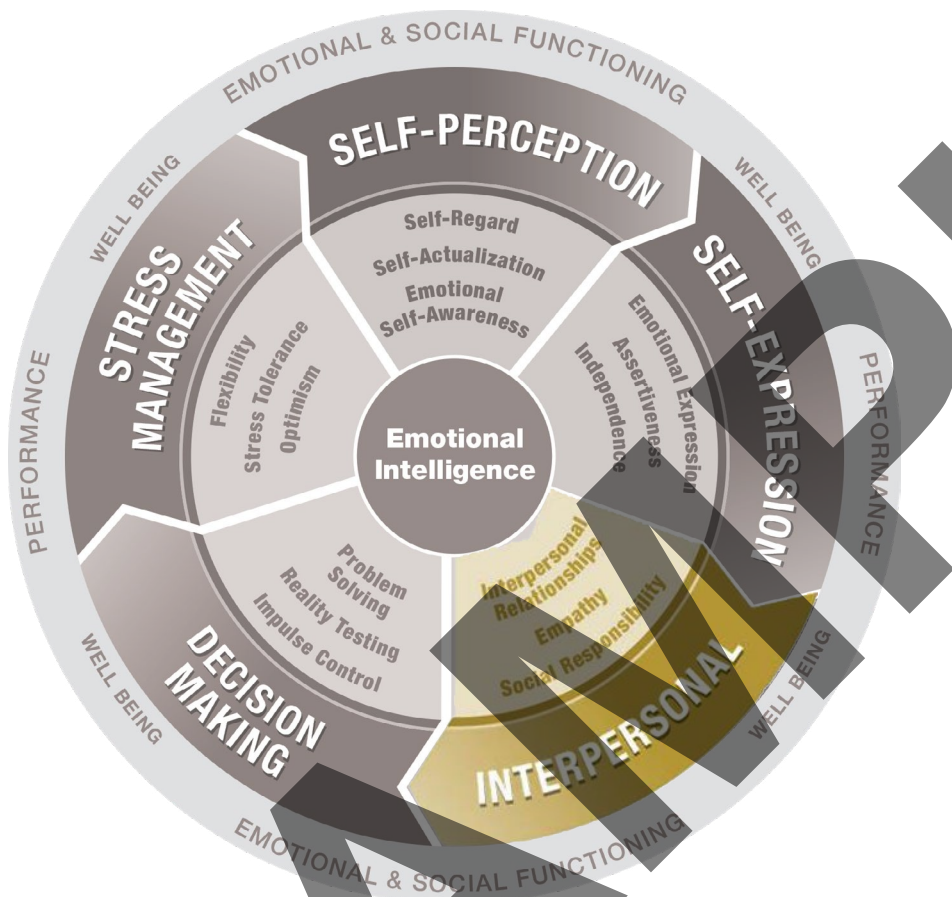 EMOTIONAL & SOCIAL FUNCTIONING
WELL BEING
WELL BEING
SELF-PERCEPTION
Self-Regard
Self-Actualization
Emotional
Self-Awareness
SELF-EXPRESSION
Emotional Expression
Assertiveness
Independence
STRESS
MANAGEMENT
Flexibility
Stress Tolerance
Optimism
PERFORMANCE
PERFORMANCE
Emotional
Intelligence
Interpersonal
Relationships
Empathy
Social Responsibility
INTERPERSONAL
Problem
Solving
Reality Testing
Impulse Control
DECISION
MAKING
WELL BEING
WELL BEING
EMOTIONAL & SOCIAL FUNCTIONING